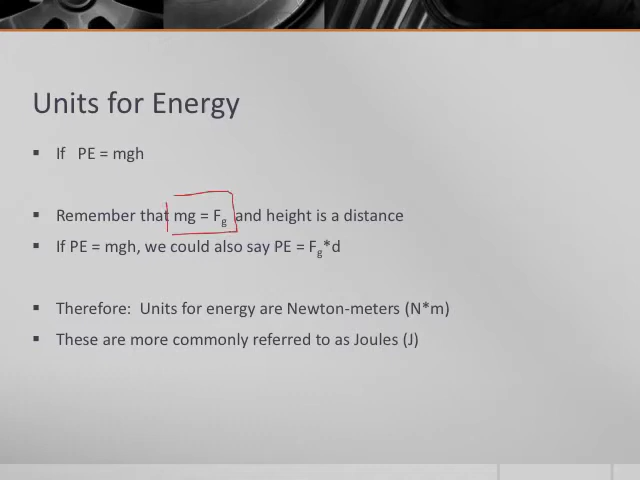 Units for Energy
▪ If PE = mgh
▪ Remember that mg = Fg and height is a distance
▪ If PE = mgh, we could also say PE = Fg*d
▪ Therefore: Units for energy are Newton-meters (N*m)
▪ These are more commonly referred to as Joules (J)